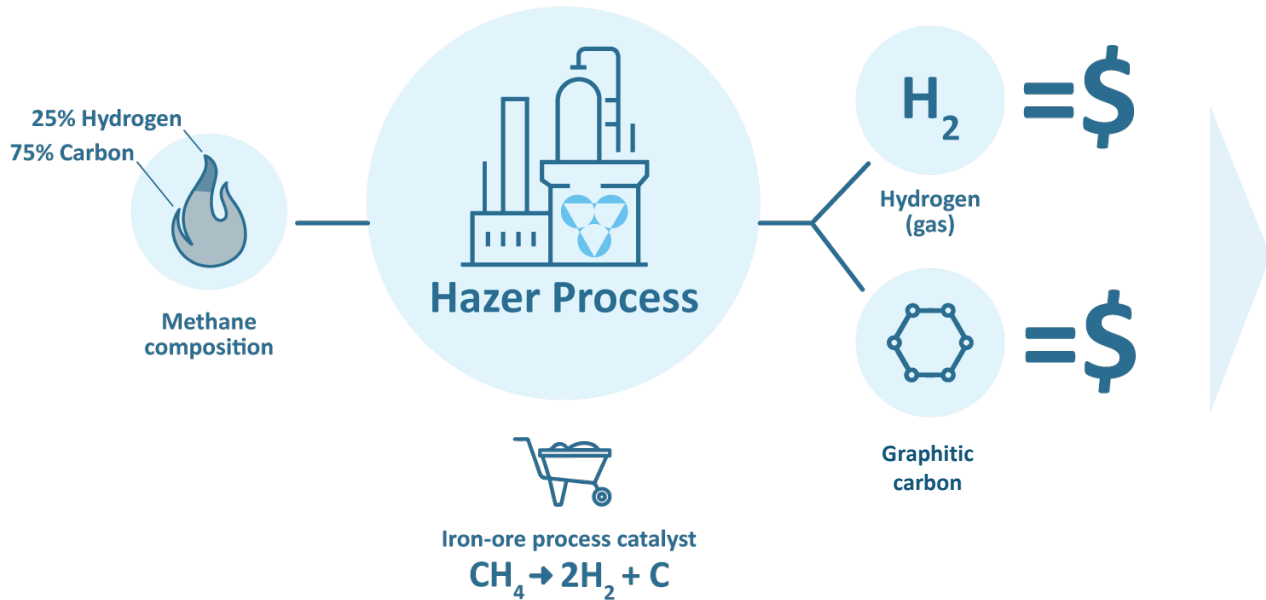 25% Hydrogen
75% Carbon
Methane
composition
Hazer Process
Iron-ore process catalyst
CH₄ → 2H₂ + C
H₂
Hydrogen
(gas)
=$
Graphitic
carbon
=$